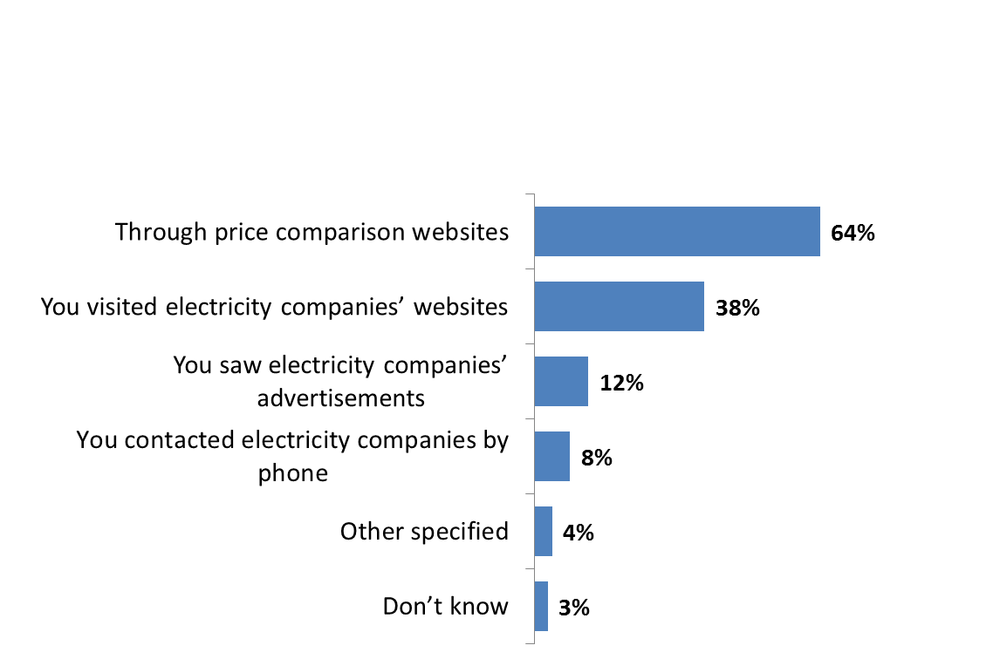 Through price comparison websites
64%
You visited electricity companies’ websites
38%
You saw electricity companies’
advertisements
12%
You contacted electricity companies by
phone
8%
Other specified
4%
Don’t know
3%